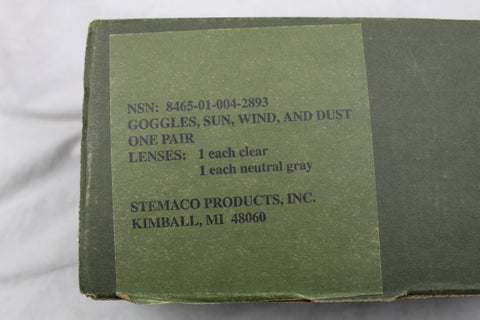 NSN: 8465-01-004-2893
GOGGLES, SUN, WIND, AND DUST
ONE PAIR
LENSES: 1 each clear
1 each neutral gray
STEMACO PRODUCTS, INC.
KIMBALL, MI 48060